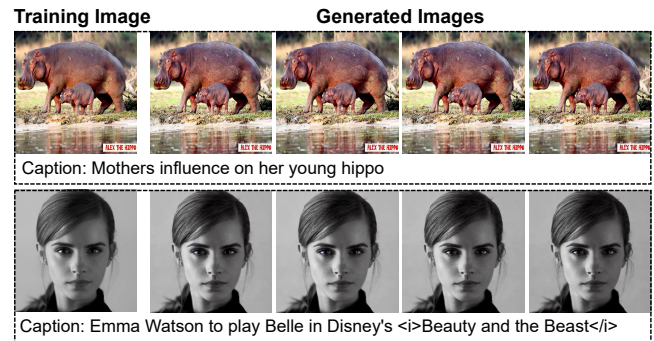 Training Image Generated Images
ALEX THE HIPPO ALEX THE HIPPO ALEX THE HIPPO ALEX THE HIPPO ALEX THE HIPPO
Caption: Mothers influence on her young hippo
Caption: Emma Watson to play Belle in Disney's <i>Beauty and the Beast</i>